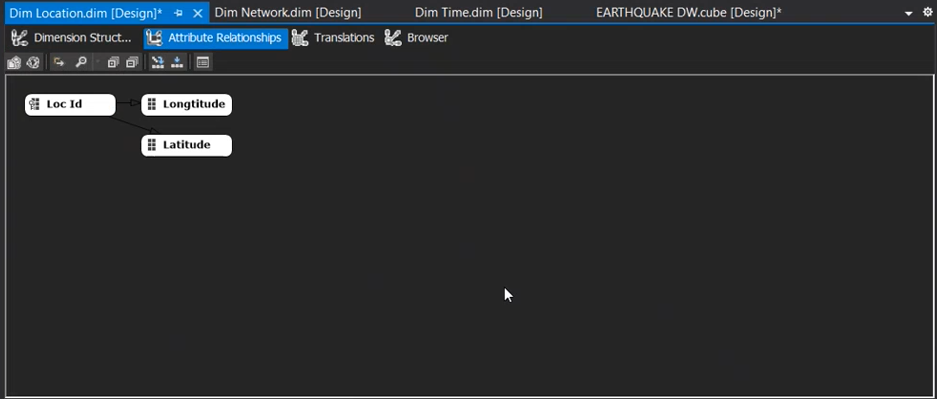 Dim Location.dim [Design]* Dim Network.dim [Design] Dim Time.dim [Design] EARTHQUAKE DW.cube [Design]*
Dimension Struct... Attribute Relationships Translations Browser
Loc Id Longtitude
Latitude